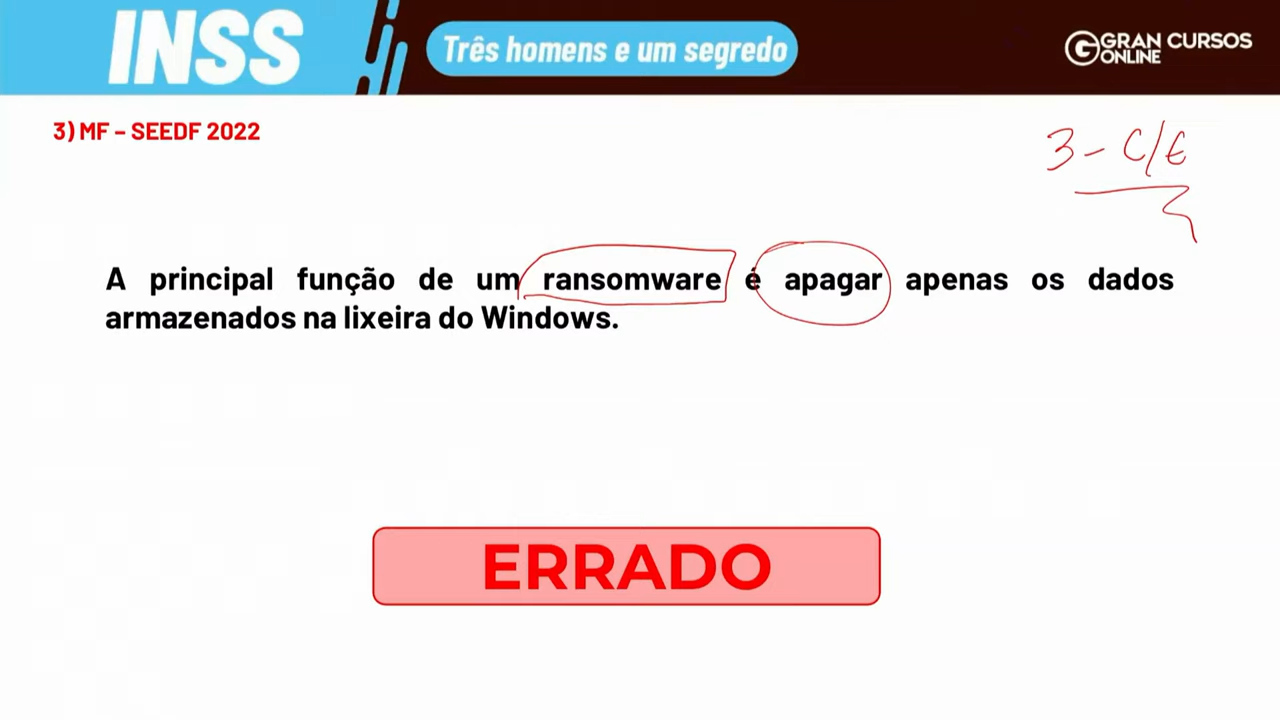 INSS
Três homens e um segredo
GRAN CURSOS
ONLINE
3) MF – SEEDF 2022
3 - C/E
A principal função de um ransomware é apagar apenas os dados
armazenados na lixeira do Windows.
ERRADO